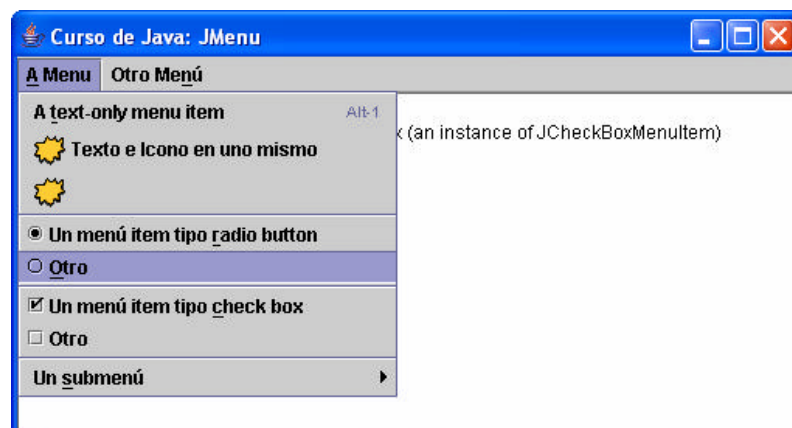 Curso de Java: JMenu
A Menu Otro Menú
A text-only menu item Alt-1
(an instance of JCheckBoxMenuItem)
Texto e Icono en uno mismo
Un menú item tipo radio button
Otro
Un menú item tipo check box
Otro
Un submenú